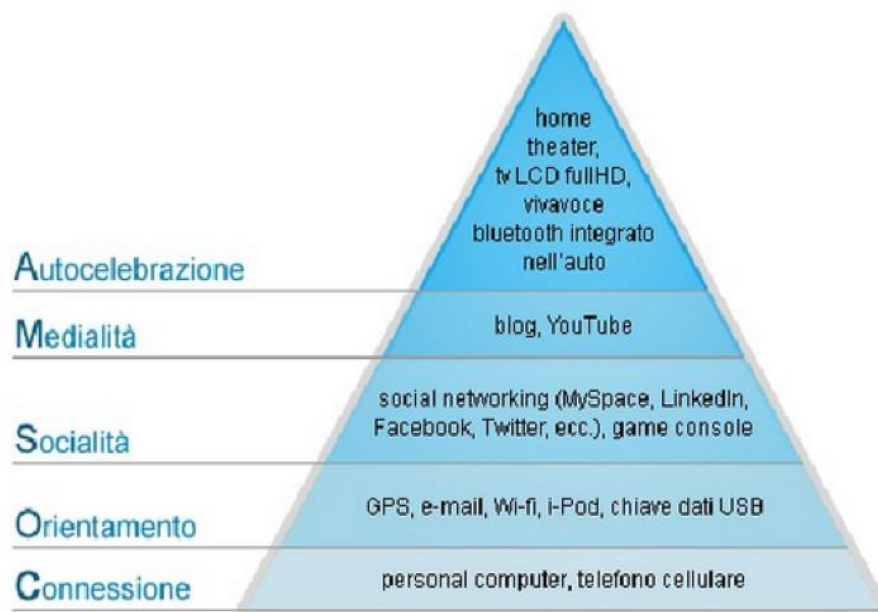 home
theater,
tv LCD fullHD,
vivavoce
bluetooth integrato
nell'auto
Autocelebrazione
blog, YouTube
Medialità
social networking (MySpace, LinkedIn,
Facebook, Twitter, ecc.), game console
Socialità
GPS, e-mail, Wi-fi, i-Pod, chiave dati USB
Orientamento
personal computer, telefono cellulare
Connessione